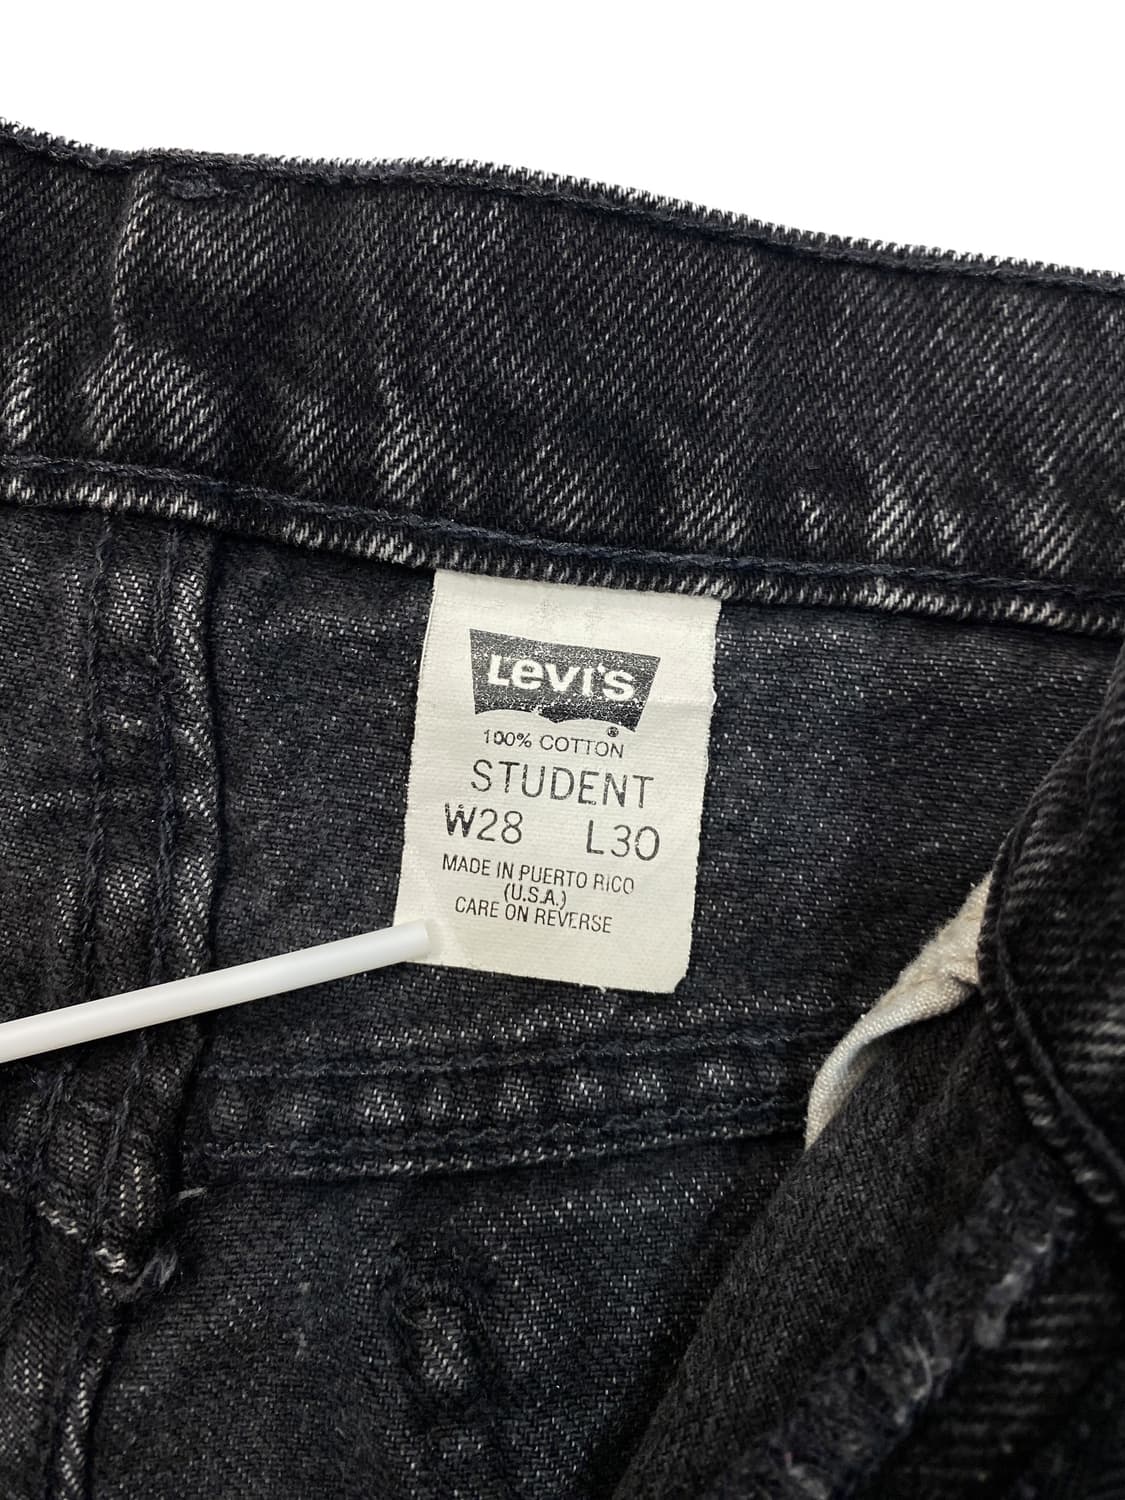 Levi's
®
100% COTTON
STUDENT
W28 L30
MADE IN PUERTO RICO
(U.S.A.)
CARE ON REVERSE